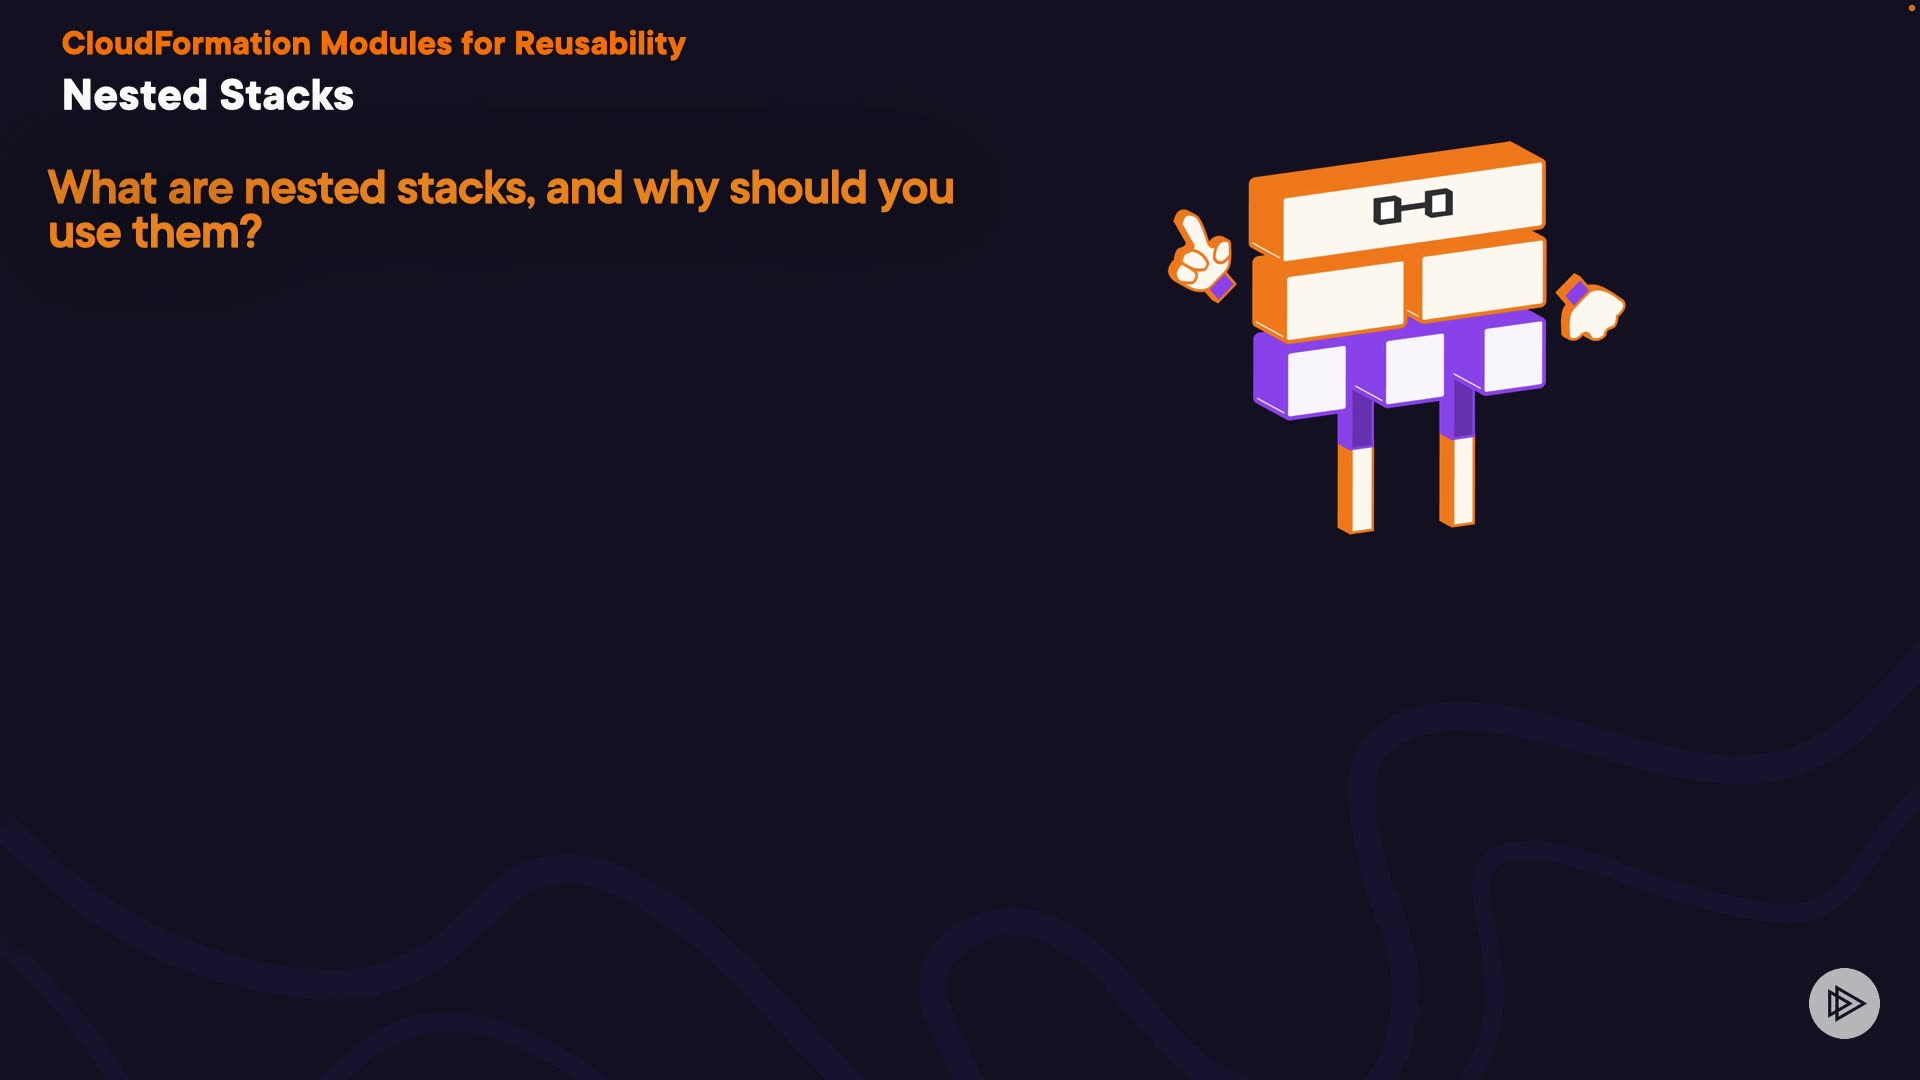 CloudFormation Modules for Reusability
Nested Stacks
What are nested stacks, and why should you
use them?